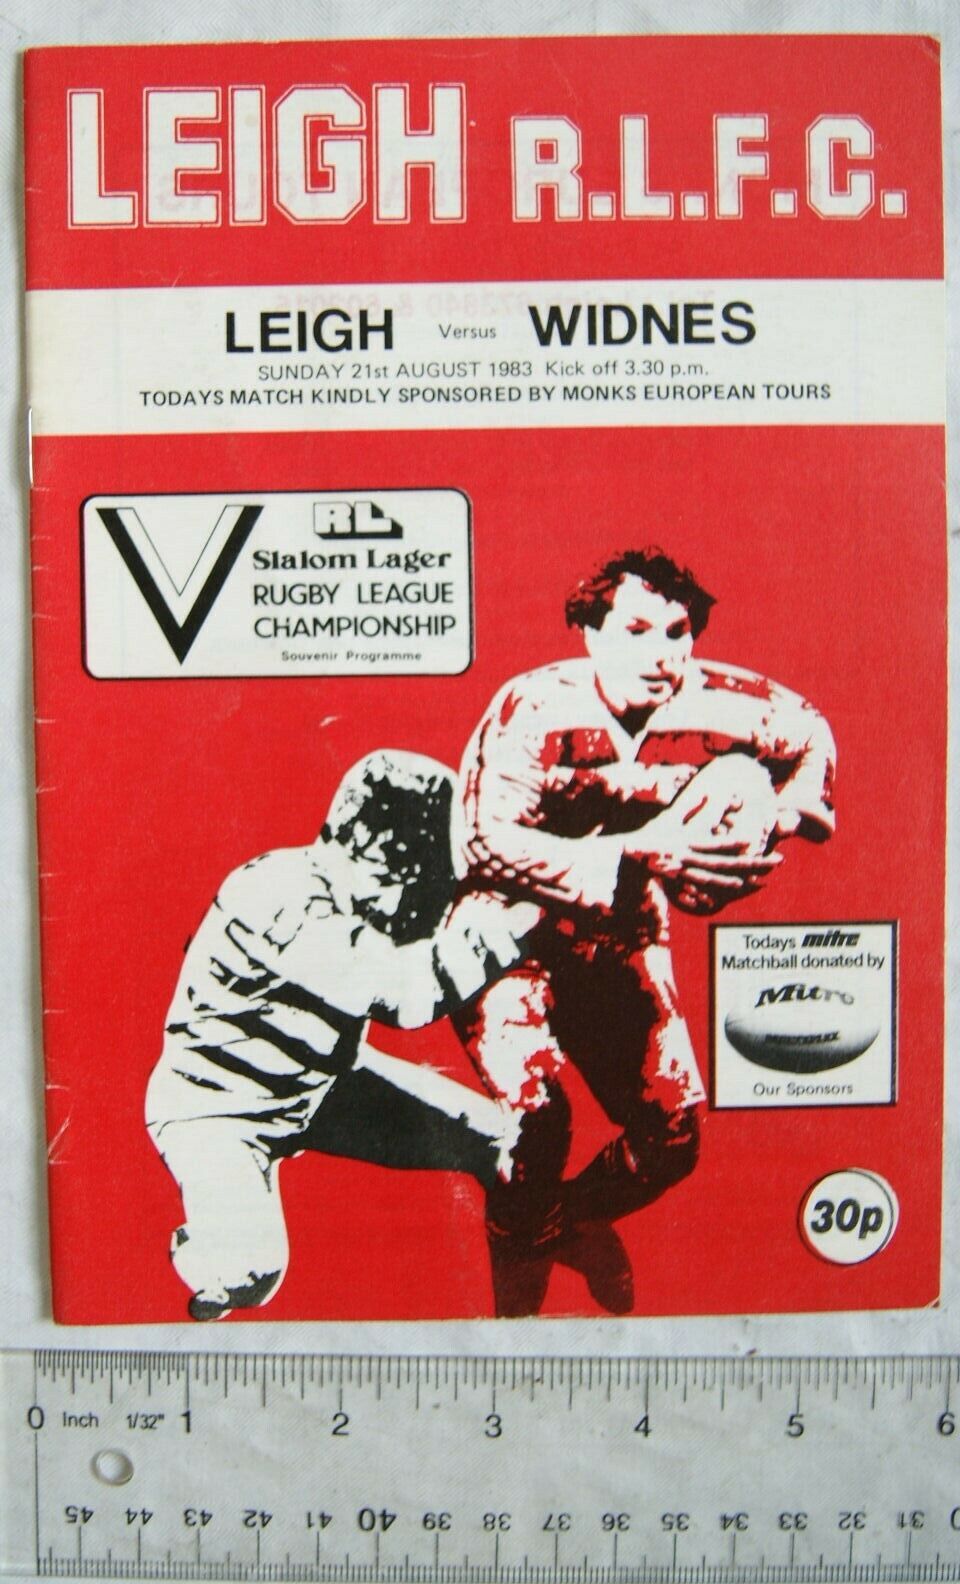 LEIGH R.L.F.C.
LEIGH Versus WIDNES
SUNDAY 21st AUGUST 1983 Kick off 3.30 p.m.
TODAYS MATCH KINDLY SPONSORED BY MONKS EUROPEAN TOURS
RL
Slalom Lager
RUGBY LEAGUE
CHAMPIONSHIP
Souvenir Programme
Todays mitre
Matchball donated by
Mitre
MULTIPLEX
Our Sponsors
30p
0 Inch 1/32" 1 2 3 4 5 6
45 44 43 42 41 40 39 38 37 36 35 34 33 32 31